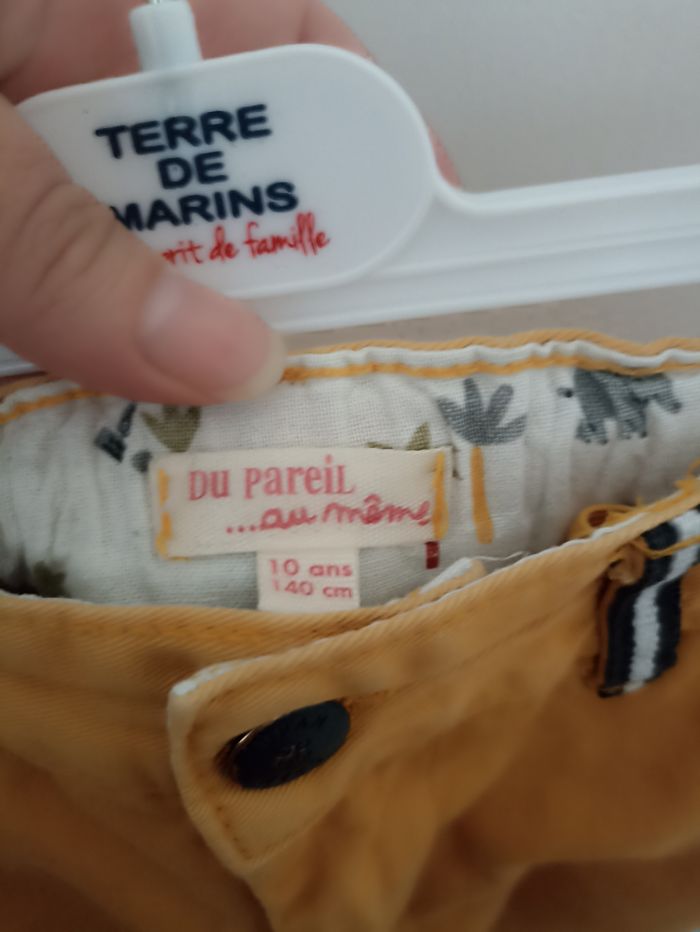 TERRE
DE
MARINS
rit de famille
DU PAREIL
...au même
10 ans
140 cm